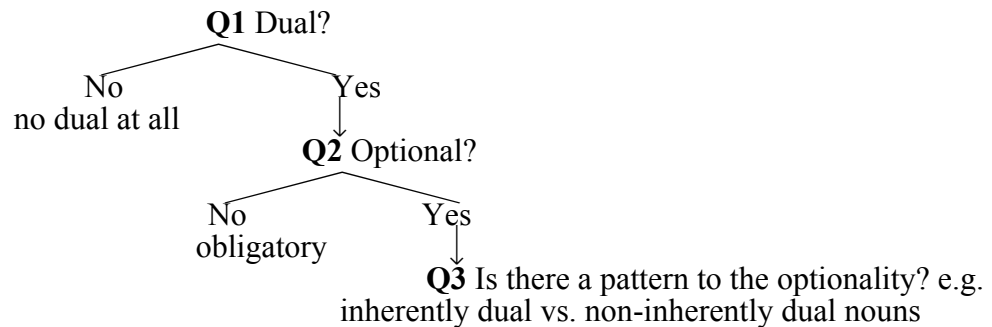 Q1 Dual?
No Yes
no dual at all
Q2 Optional?
No Yes
obligatory
Q3 Is there a pattern to the optionality? e.g.
inherently dual vs. non-inherently dual nouns